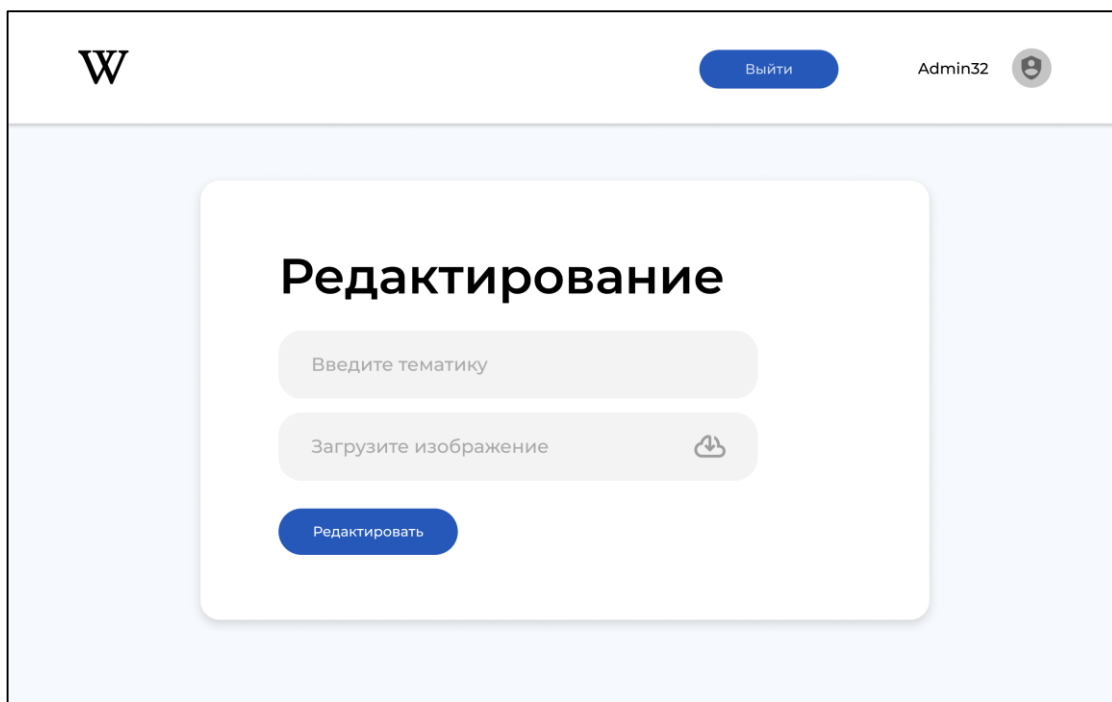 W
Выйти
Admin32
Редактирование
Введите тематику
Загрузите изображение
Редактировать